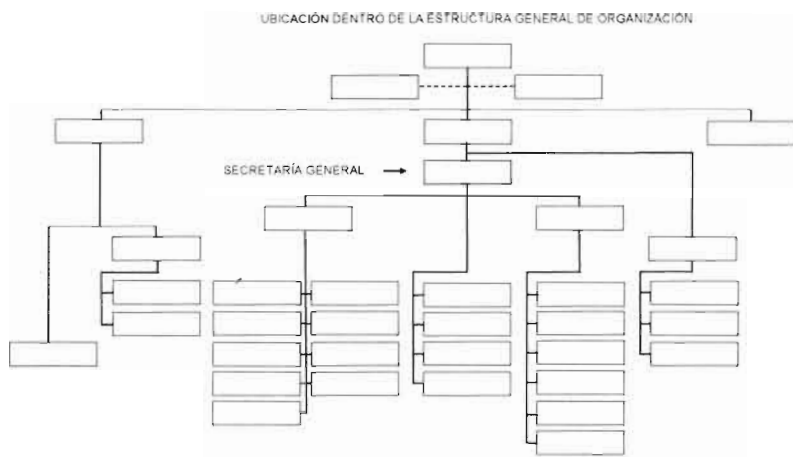 UBICACIÓN DENTRO DE LA ESTRUCTURA GENERAL DE ORGANIZACIÓN
SECRETARÍA GENERAL